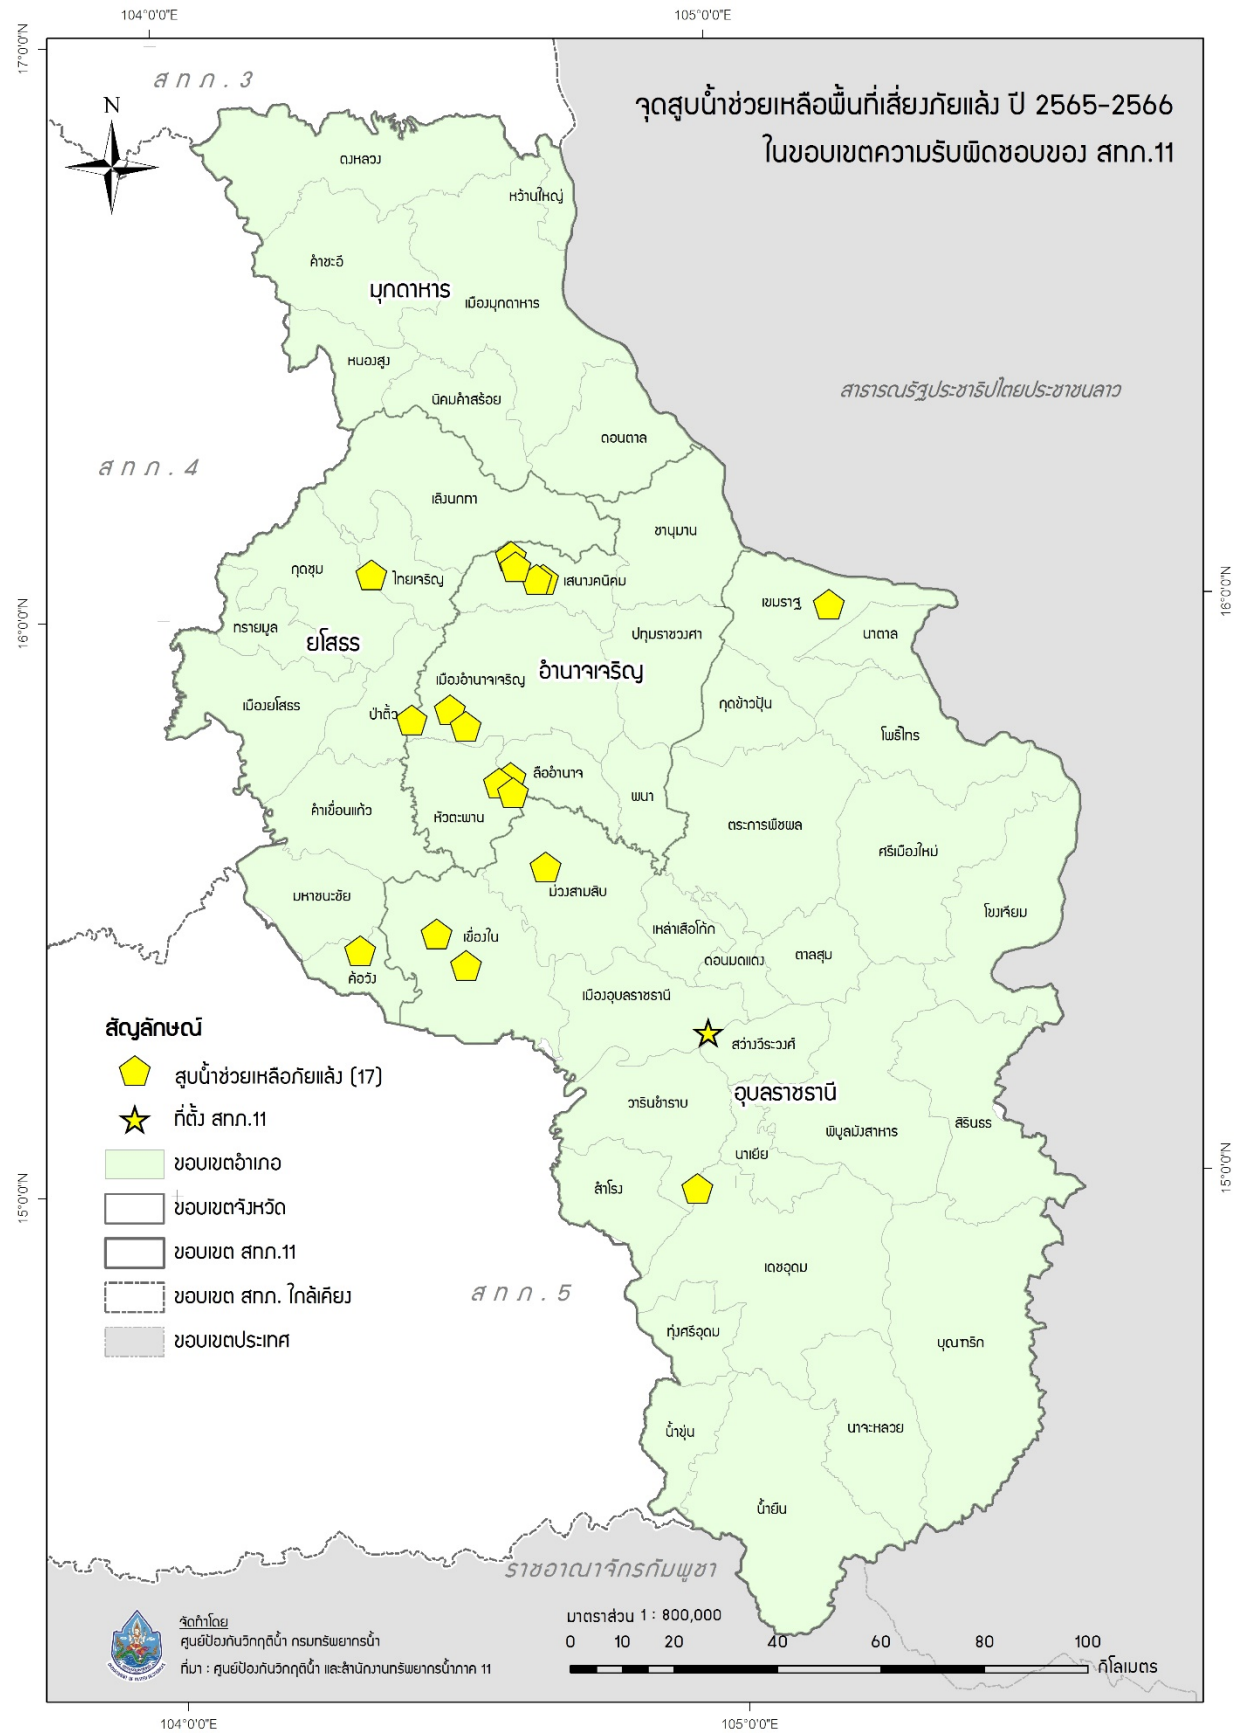 104°0'0"E
105°0'0"E
17°0'0"N
สทภ.3
N
จุดสูบน้ำช่วยเหลือพื้นที่เสี่ยงภัยแล้ง ปี 2565-2566
ในขอบเขตความรับผิดชอบของ สทภ.11
ดงหลวง
หว้านใหญ่
คำชะอี
มุกดาหาร
เมืองมุกดาหาร
หนองสูง
นิคมคำสร้อย
สาธารณรัฐประชาธิปไตยประชาชนลาว
ดอนตาล
สทภ.4
เลิงนกทา
ชานุมาน
กุดชุม
ไทยเจริญ
เสนางคนิคม
เขมราฐ
16°0'0"N
16°0'0"N
ทรายมูล
ยโสธร
ปทุมราชวงศา
นาตาล
เมืองอำนาจเจริญ
อำนาจเจริญ
เมืองยโสธร
ป่าติ้ว
กุดข้าวปุ้น
โพธิ์ไทร
ลืออำนาจ
พนา
คำเขื่อนแก้ว
หัวตะพาน
ตระการพืชผล
ศรีเมืองใหม่
มหาชนะชัย
ม่วงสามสิบ
โขงเจียม
เขื่องใน
เหล่าเสือโก้ก
ดอนมดแดง
ตาลสุม
ค้อวัง
เมืองอุบลราชธานี
สว่างวีระวงศ์
อุบลราชธานี
วารินชำราบ
พิบูลมังสาหาร
สิรินธร
นาเยีย
สำโรง
15°0'0"N
15°0'0"N
สัญลักษณ์
สูบน้ำช่วยเหลือภัยแล้ง (17)
ที่ตั้ง สทภ.11
ขอบเขตอำเภอ
ขอบเขตจังหวัด
ขอบเขต สทภ.11
ขอบเขต สทภ. ใกล้เคียง
ขอบเขตประเทศ
สทภ.5
เดชอุดม
ทุ่งศรีอุดม
บุณฑริก
น้ำขุ่น
นาจะหลวย
น้ำยืน
ราชอาณาจักรกัมพูชา
จัดทำโดย
ศูนย์ป้องกันวิกฤติน้ำ กรมทรัพยากรน้ำ
ที่มา : ศูนย์ป้องกันวิกฤติน้ำ และสำนักงานทรัพยากรน้ำภาค 11
มาตราส่วน 1 : 800,000
0 10 20 40 60 80 100
กิโลเมตร
104°0'0"E
105°0'0"E